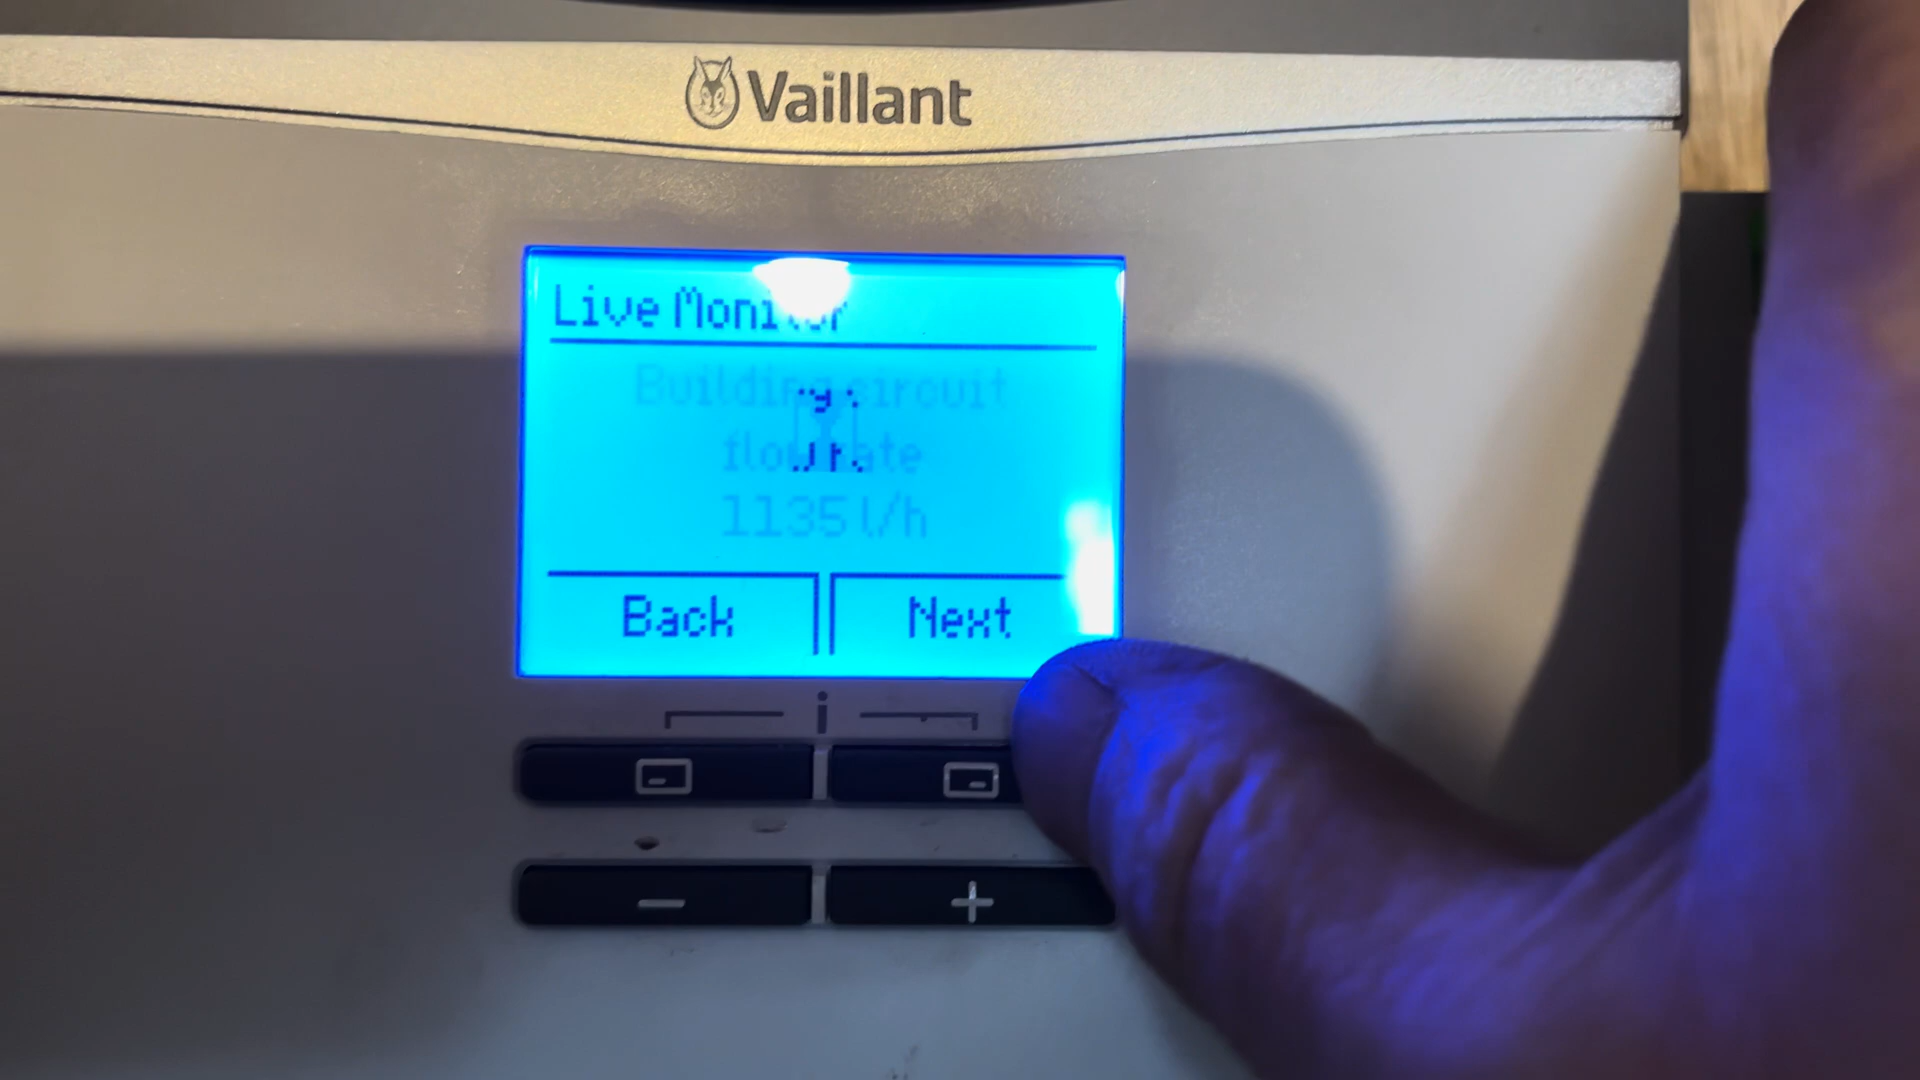 Vaillant
Live Monitor
Building circuit
flow rate
1135 l/h
Back
Next
i
−
+